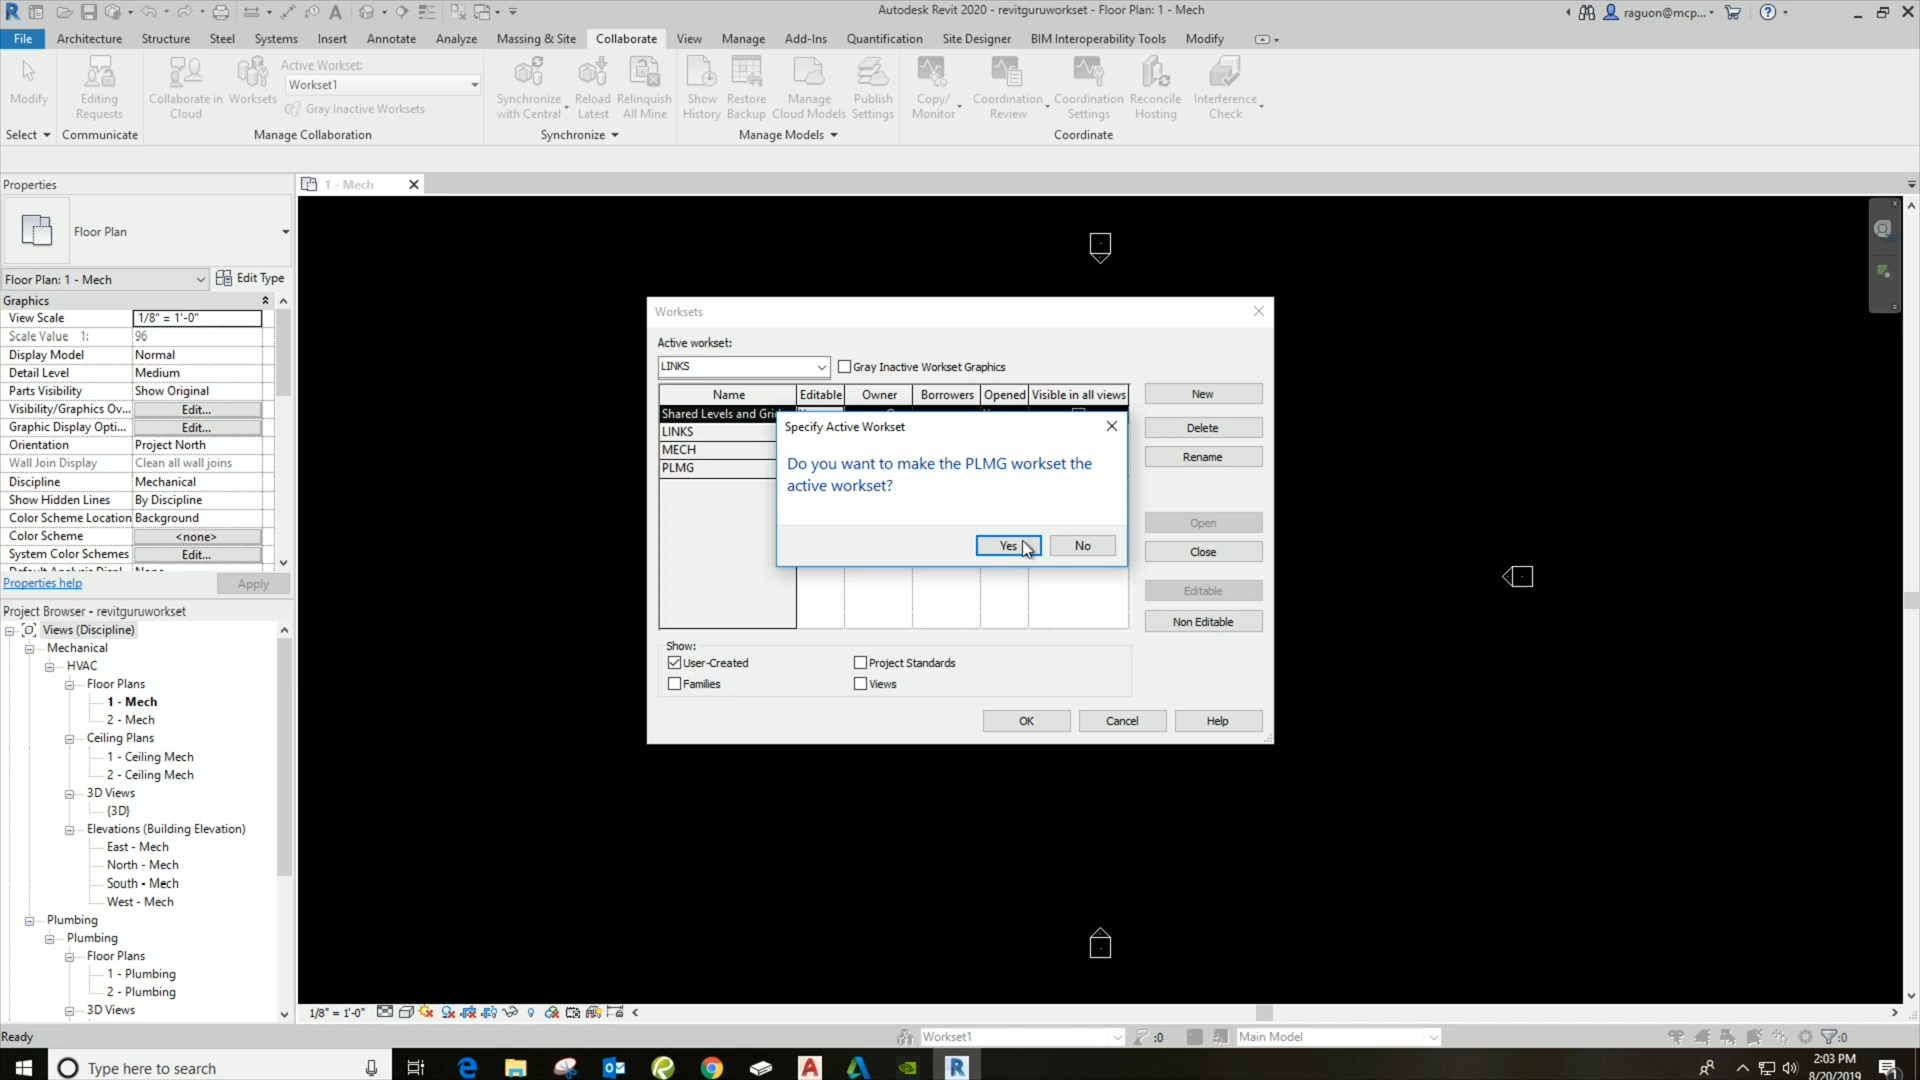 Autodesk Revit 2020 - revitguruworkset - Floor Plan: 1 - Mech
raguon@mcp...
File Architecture Structure Steel Systems Insert Annotate Analyze Massing & Site Collaborate View Manage Add-Ins Quantification Site Designer BIM Interoperability Tools Modify
Modify
Editing Requests
Collaborate in Cloud
Worksets
Active Workset:
Workset1
Gray Inactive Worksets
Synchronize with Central
Reload Latest
Relinquish All Mine
Show History
Restore Backup
Manage Cloud Models
Publish Settings
Copy/ Monitor
Coordination Review
Coordination Settings
Reconcile Hosting
Interference Check
Select Communicate Manage Collaboration Synchronize Manage Models Coordinate
Properties
1 - Mech
Floor Plan
Floor Plan: 1 - Mech
Edit Type
Graphics
View Scale 1/8" = 1'-0"
Scale Value 1: 96
Display Model Normal
Detail Level Medium
Parts Visibility Show Original
Visibility/Graphics Ov... Edit...
Graphic Display Opti... Edit...
Orientation Project North
Wall Join Display Clean all wall joins
Discipline Mechanical
Show Hidden Lines By Discipline
Color Scheme Location Background
Color Scheme <none>
System Color Schemes Edit...
Properties help
Apply
Project Browser - revitguruworkset
Views (Discipline)
Mechanical
HVAC
Floor Plans
1 - Mech
2 - Mech
Ceiling Plans
1 - Ceiling Mech
2 - Ceiling Mech
3D Views
{3D}
Elevations (Building Elevation)
East - Mech
North - Mech
South - Mech
West - Mech
Plumbing
Plumbing
Floor Plans
1 - Plumbing
2 - Plumbing
3D Views
Worksets
Active workset:
LINKS
Gray Inactive Workset Graphics
Name Editable Owner Borrowers Opened Visible in all views
Shared Levels and Grid
LINKS
MECH
PLMG
New
Delete
Rename
Open
Close
Editable
Non Editable
Specify Active Workset
Do you want to make the PLMG workset the
active workset?
Yes No
Show:
User-Created Project Standards
Families Views
OK Cancel Help
1/8" = 1'-0"
Ready
Workset1
:0
Main Model
:0
Type here to search
2:03 PM
8/20/2019